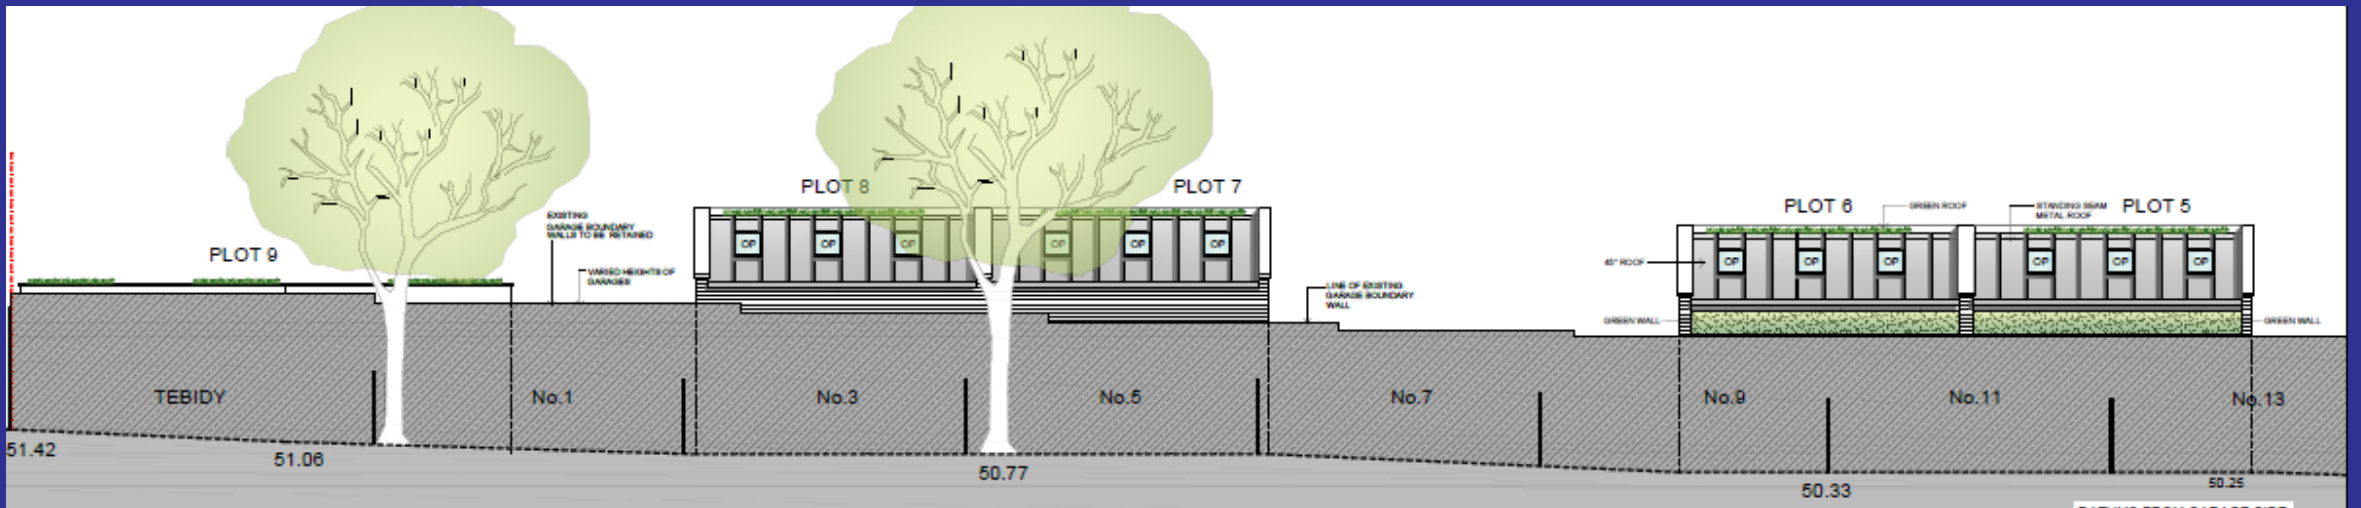 PLOT 8
PLOT 7
PLOT 6
GREEN ROOF
STANDING SEAM
METAL ROOF
PLOT 5
EXISTING
GARAGE BOUNDARY
WALLS TO BE RETAINED
PLOT 9
OP
OP
OP
OP
OP
OP
45° ROOF
OP
OP
OP
OP
OP
OP
VARIED HEIGHTS OF
GARAGES
LINE OF EXISTING
GARAGE BOUNDARY
WALL
GREEN WALL
GREEN WALL
TEBIDY
No.1
No.3
No.5
No.7
No.9
No.11
No.13
51.42
51.06
50.77
50.33
50.25